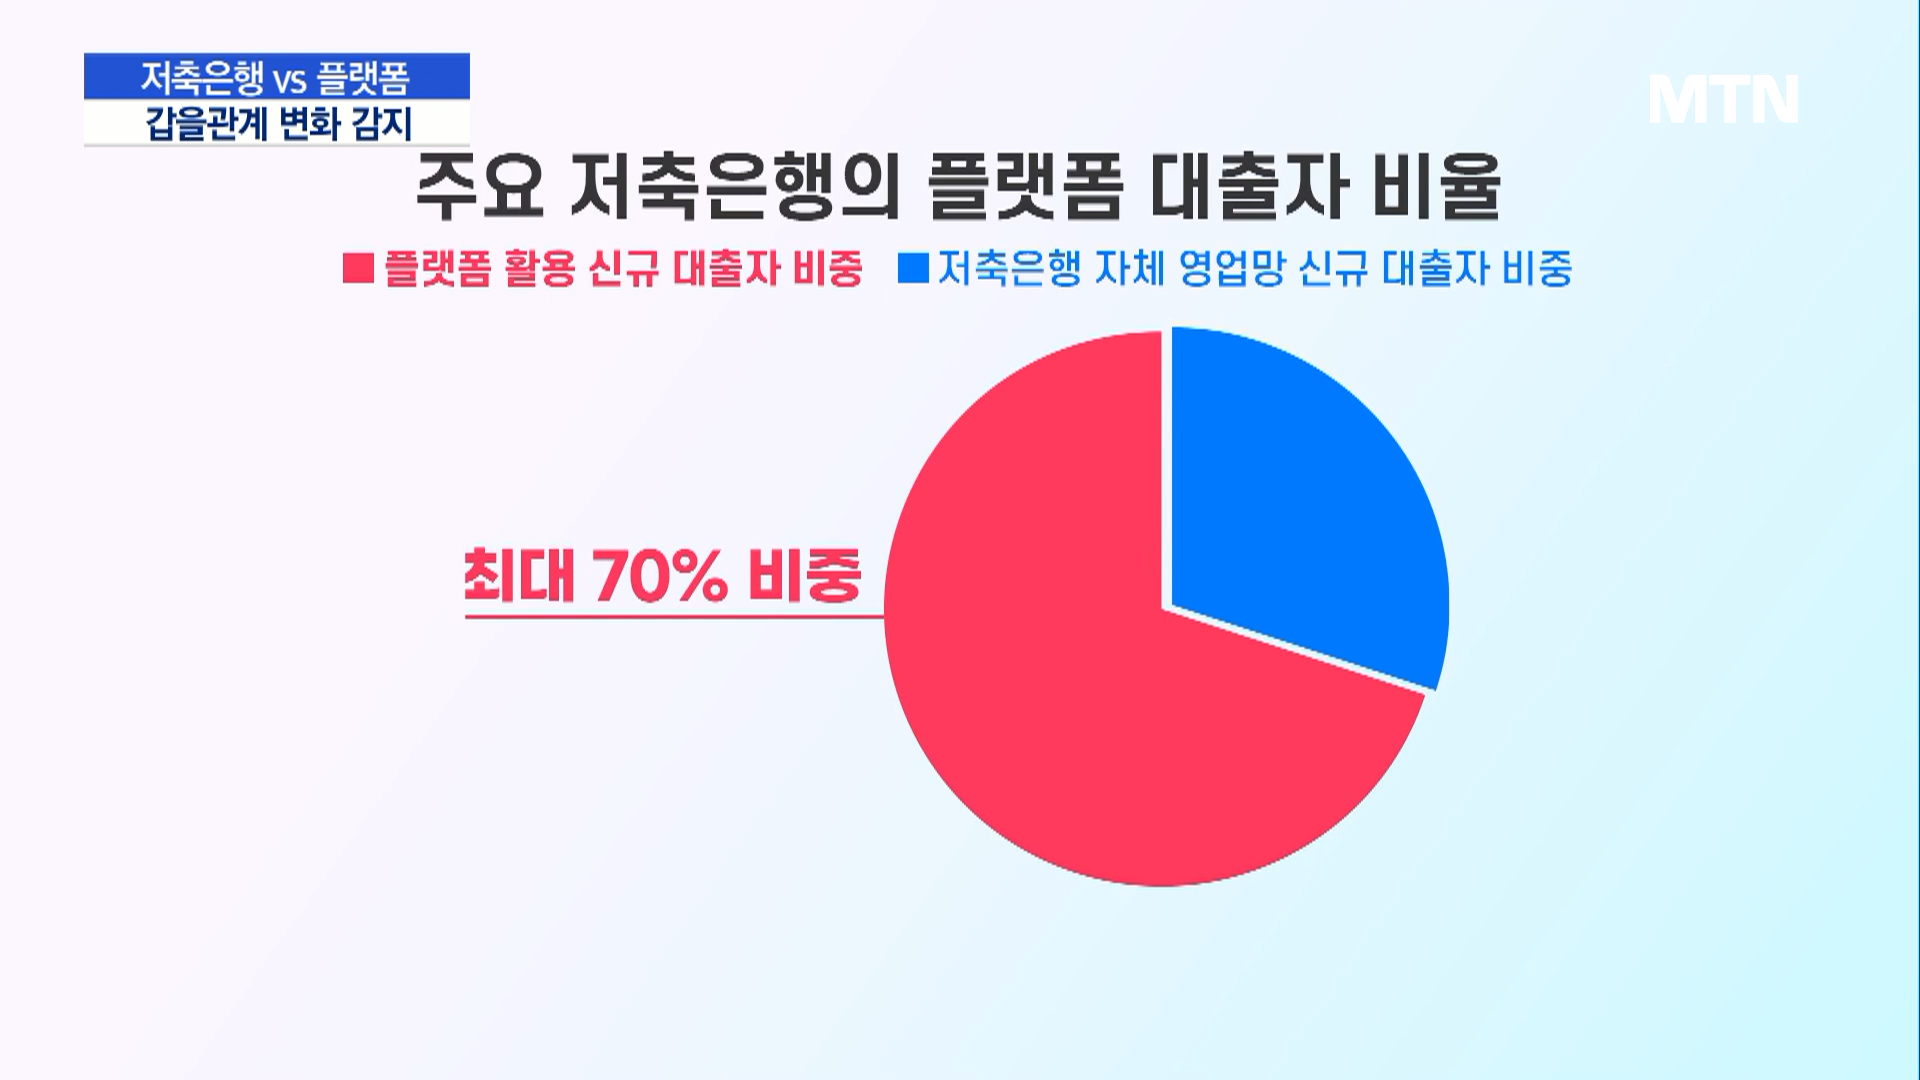 저축은행 vs 플랫폼
갑을관계 변화 감지
MTN
주요 저축은행의 플랫폼 대출자 비율
플랫폼 활용 신규 대출자 비중
저축은행 자체 영업망 신규 대출자 비중
최대 70% 비중